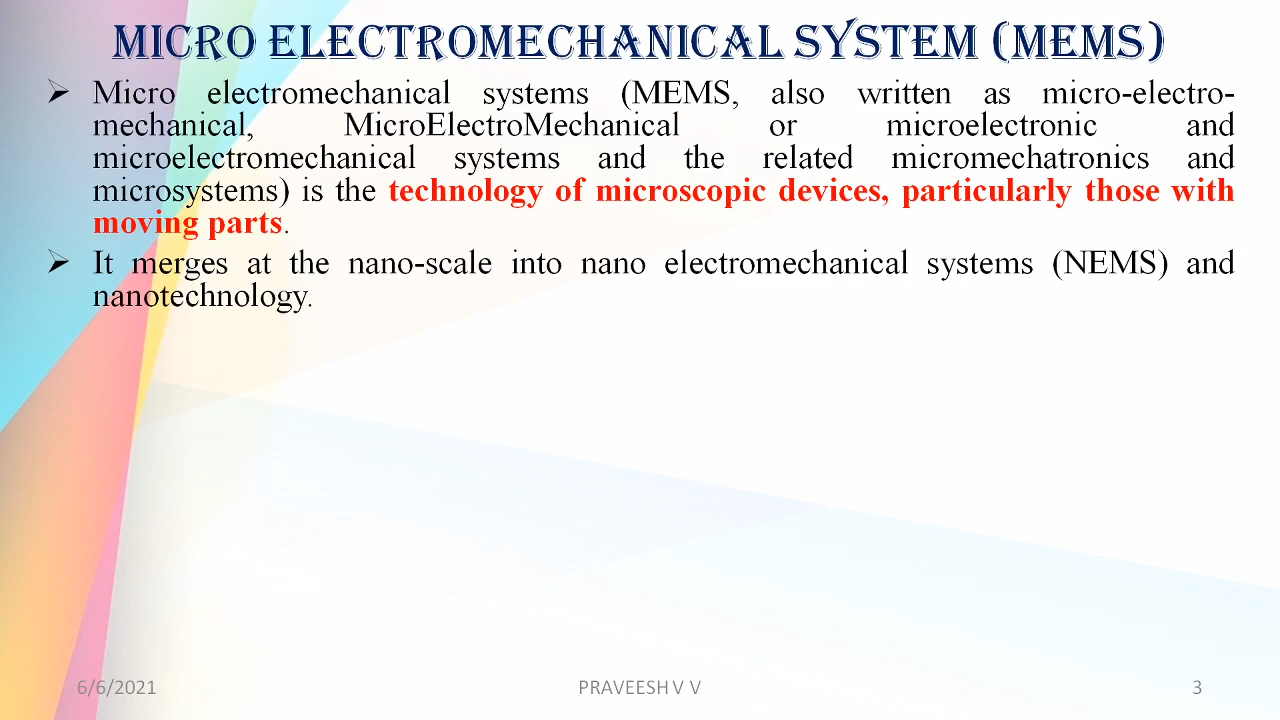 MICRO ELECTROMECHANICAL SYSTEM (MEMS)
➢ Micro electromechanical systems (MEMS, also written as micro-electro-
mechanical, MicroElectroMechanical or microelectronic and
microelectromechanical systems and the related micromechatronics and
microsystems) is the technology of microscopic devices, particularly those with
moving parts.
➢ It merges at the nano-scale into nano electromechanical systems (NEMS) and
nanotechnology.
6/6/2021 PRAVEESH V V 3